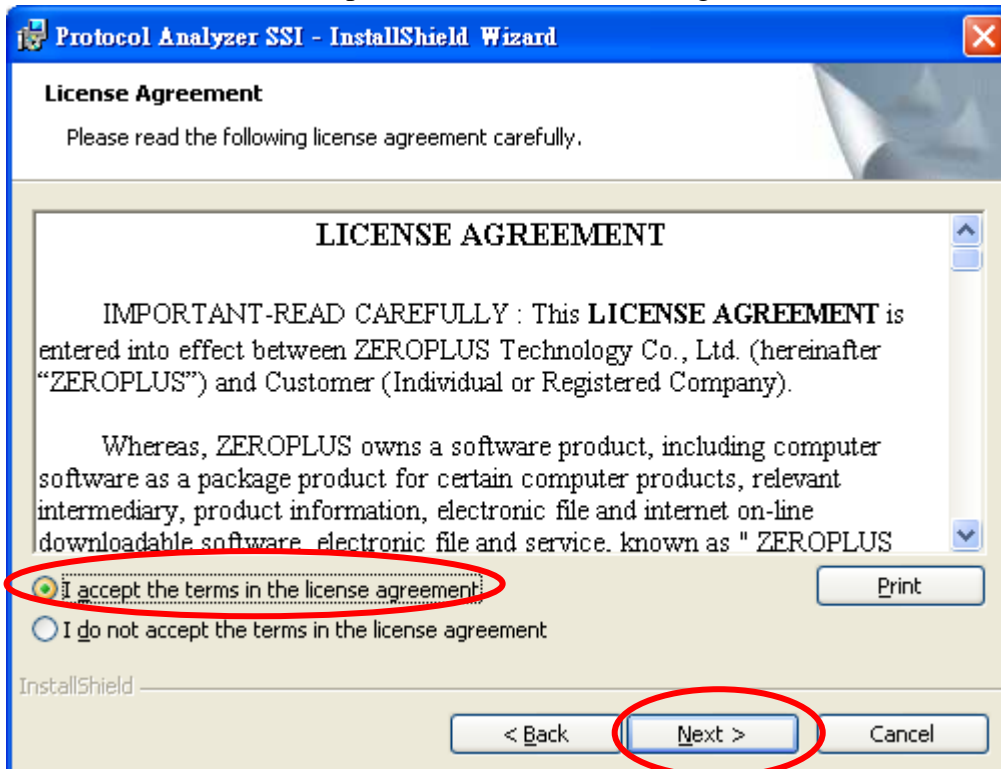 Protocol Analyzer SSI - InstallShield Wizard
License Agreement
Please read the following license agreement carefully.
LICENSE AGREEMENT
IMPORTANT-READ CAREFULLY : This LICENSE AGREEMENT is
entered into effect between ZEROPLUS Technology Co., Ltd. (hereinafter
“ZEROPLUS”) and Customer (Individual or Registered Company).
Whereas, ZEROPLUS owns a software product, including computer
software as a package product for certain computer products, relevant
intermediary, product information, electronic file and internet on-line
downloadable software, electronic file and service, known as " ZEROPLUS
I accept the terms in the license agreement
Print
I do not accept the terms in the license agreement
InstallShield
< Back
Next >
Cancel